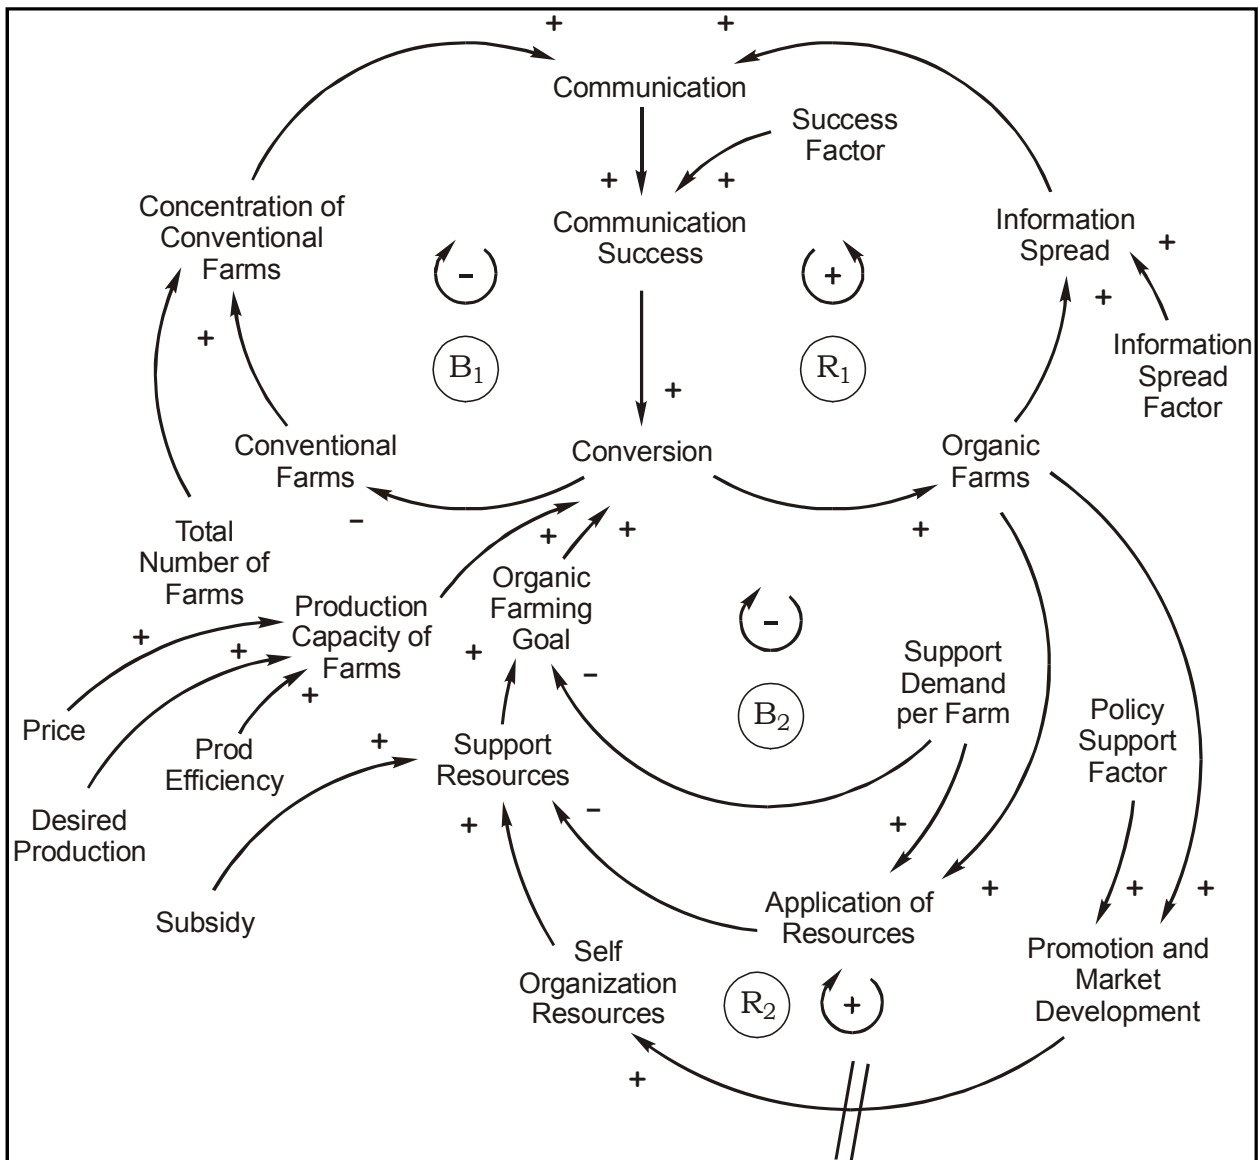 + +
Communication
Success
Factor
+ +
Concentration of
Conventional
Farms
Communication
Success
Information
Spread
+
- +
+
+
B1 R1
Information
Spread
Factor
+
Conventional
Farms
Conversion
Organic
Farms
-
+ + +
Total
Number of
Farms
Organic
Farming
Goal
Production
Capacity of
Farms
+ + +
-
-
+
Support
Demand
per Farm
Price
Prod
Efficiency
B2
Policy
Support
Factor
+
Support
Resources
Desired
Production
+ - +
Subsidy
Application of
Resources
+ + +
Self
Organization
Resources
Promotion and
Market
Development
R2 +
+